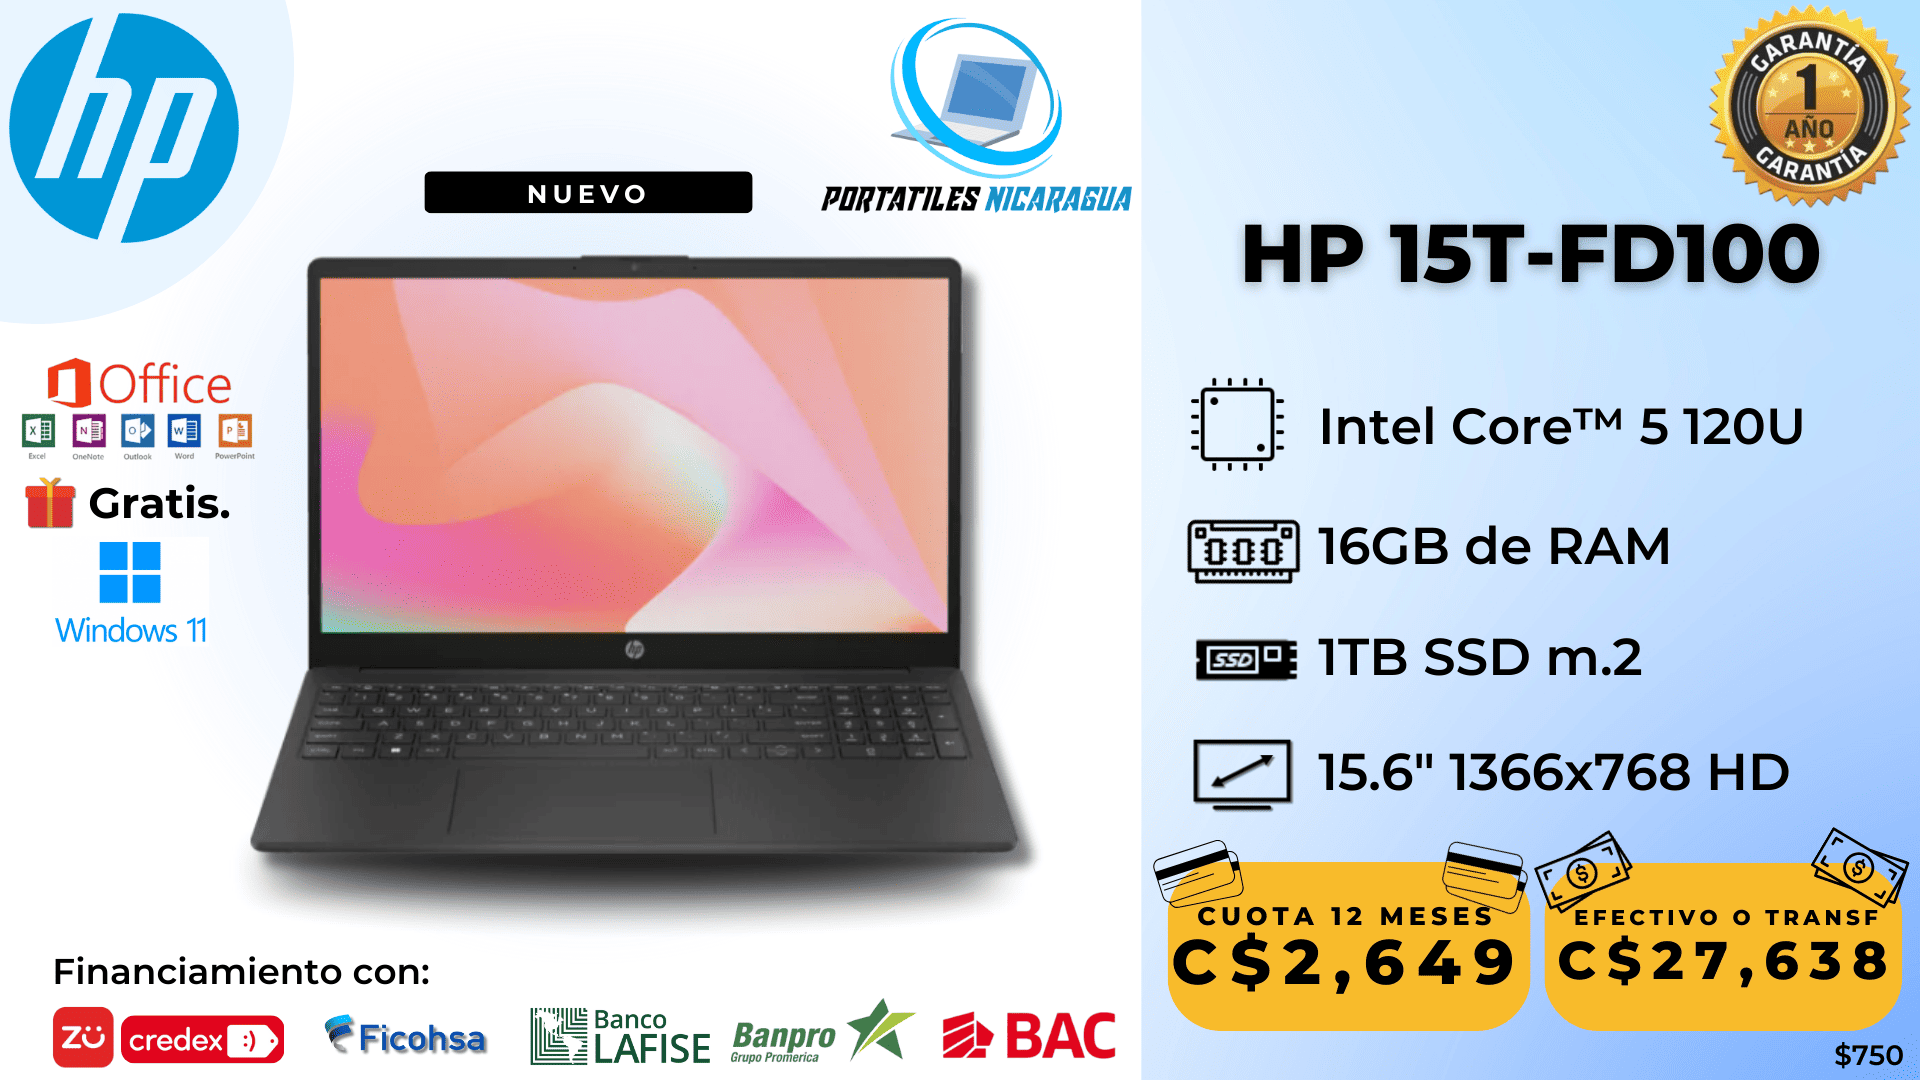 hp
NUEVO
PORTATILES NICARAGUA
GARANTÍA
1
AÑO
GARANTÍA
HP 15T-FD100
Office
Excel OneNote Outlook Word PowerPoint
Gratis.
Windows 11
Intel Core™ 5 120U
16GB de RAM
SSD
1TB SSD m.2
15.6" 1366x768 HD
CUOTA 12 MESES
C$2,649
EFECTIVO O TRANSF
C$27,638
Financiamiento con:
zü
credex :)
Ficohsa
Banco
LAFISE
Banpro
Grupo Promerica
BAC
$750